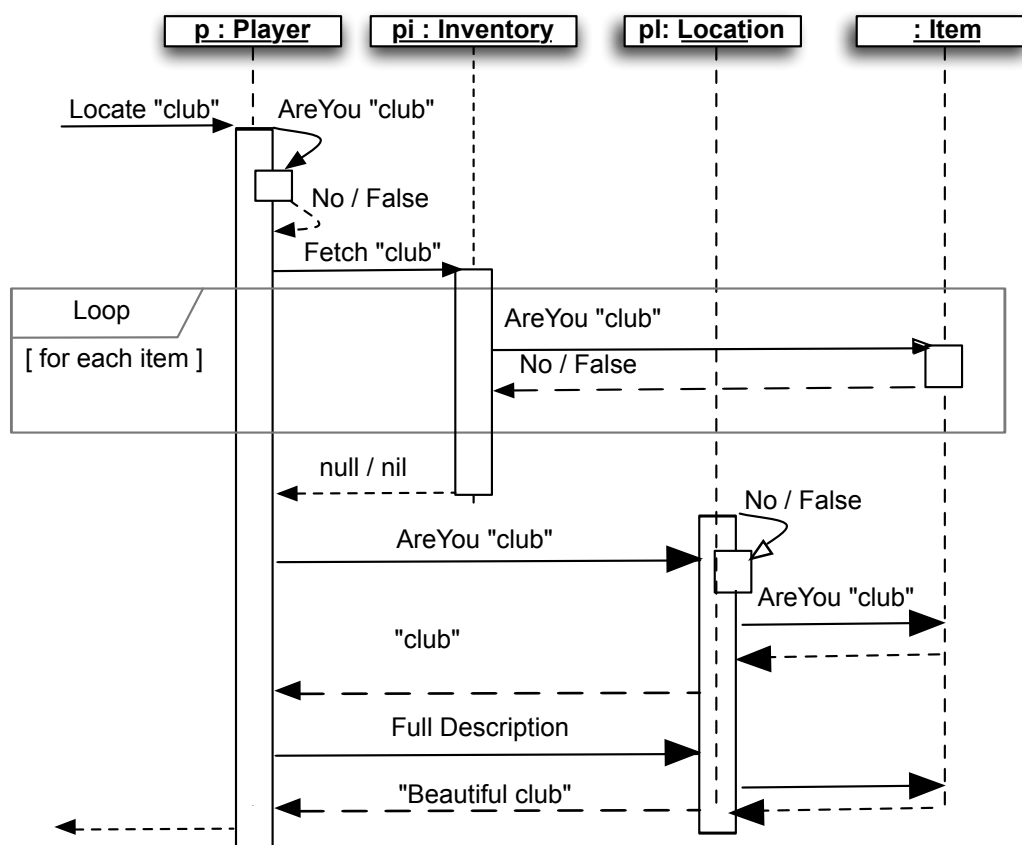 p : Player
pi : Inventory
pl: Location
: Item
Locate "club"
AreYou "club"
No / False
Fetch "club"
Loop
AreYou "club"
[ for each item ]
No / False
null / nil
No / False
AreYou "club"
AreYou "club"
"club"
Full Description
"Beautiful club"